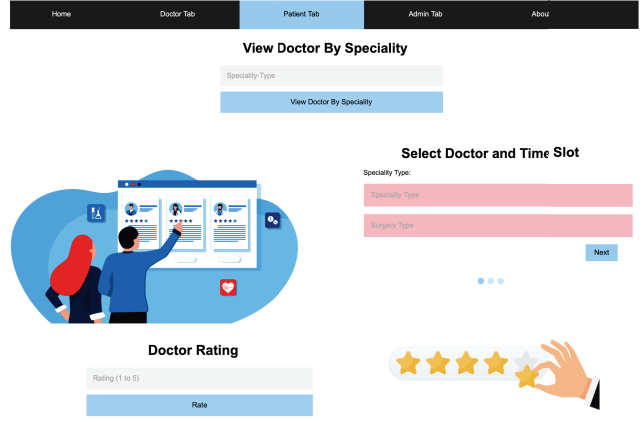 Home Doctor Tab Patient Tab Admin Tab About
View Doctor By Speciality
Speciality-Type
View Doctor By Speciality
Select Doctor and Time Slot
Speciality Type:
Speciality Type
Surgery Type
Next
Doctor Rating
Rating (1 to 5)
Rate